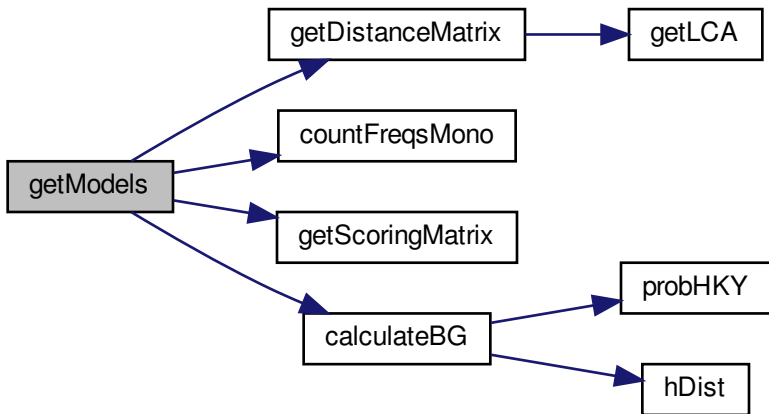 getDistanceMatrix
getLCA
countFreqsMono
getModels
getScoringMatrix
probHKY
calculateBG
hDist